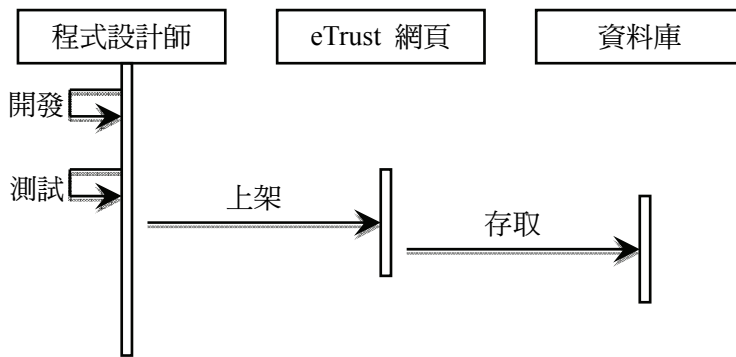 程式設計師
eTrust 網頁
資料庫
開發
測試
上架
存取